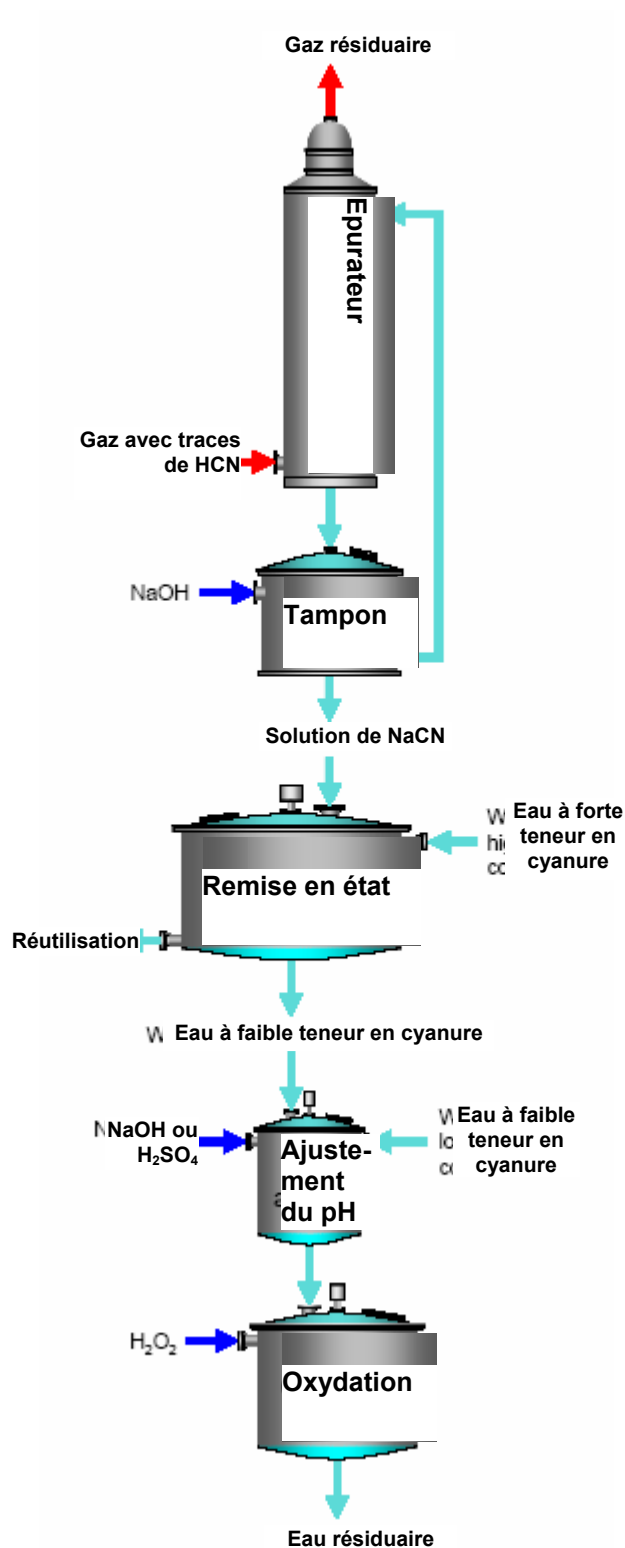 Gaz résiduaire
Epurateur
Gaz avec traces
de HCN
NaOH
Tampon
Solution de NaCN
Eau à forte
teneur en
cyanure
Remise en état
Réutilisation
Eau à faible teneur en cyanure
NaOH ou
H₂SO₄
Eau à faible
teneur en
cyanure
Ajuste-
ment
du pH
H₂O₂
Oxydation
Eau résiduaire